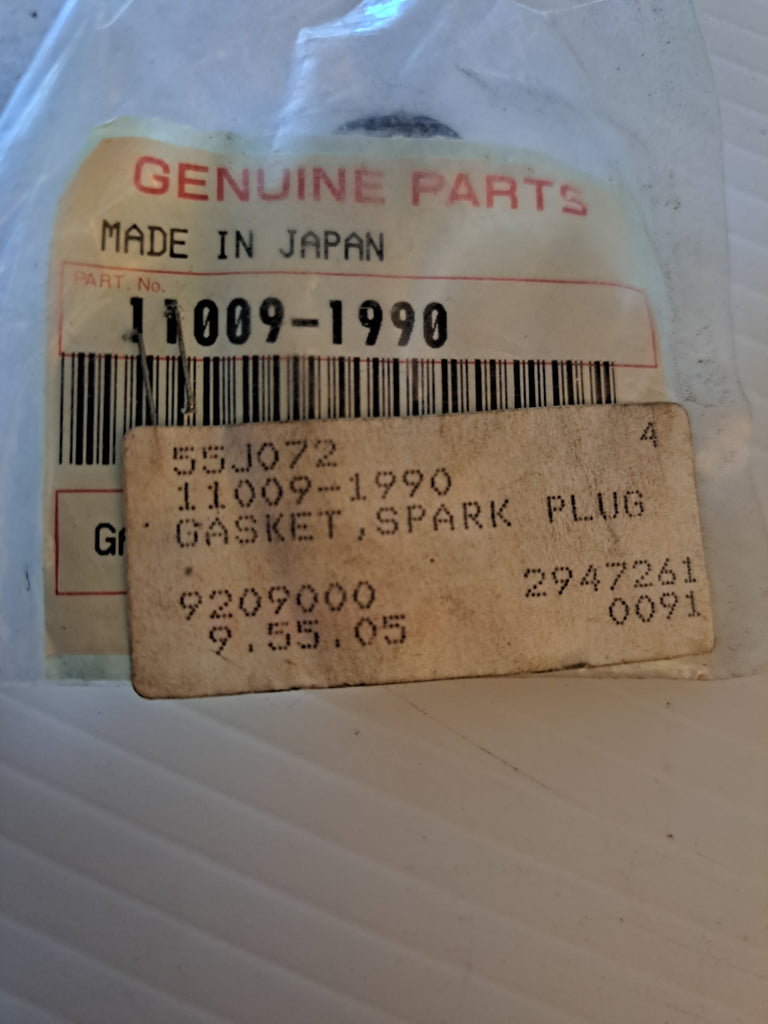 GENUINE PARTS
MADE IN JAPAN
PART. No.
11009-1990
GA
55J072 4
11009-1990
GASKET,SPARK PLUG
9209000 2947261
9.55.05 0091